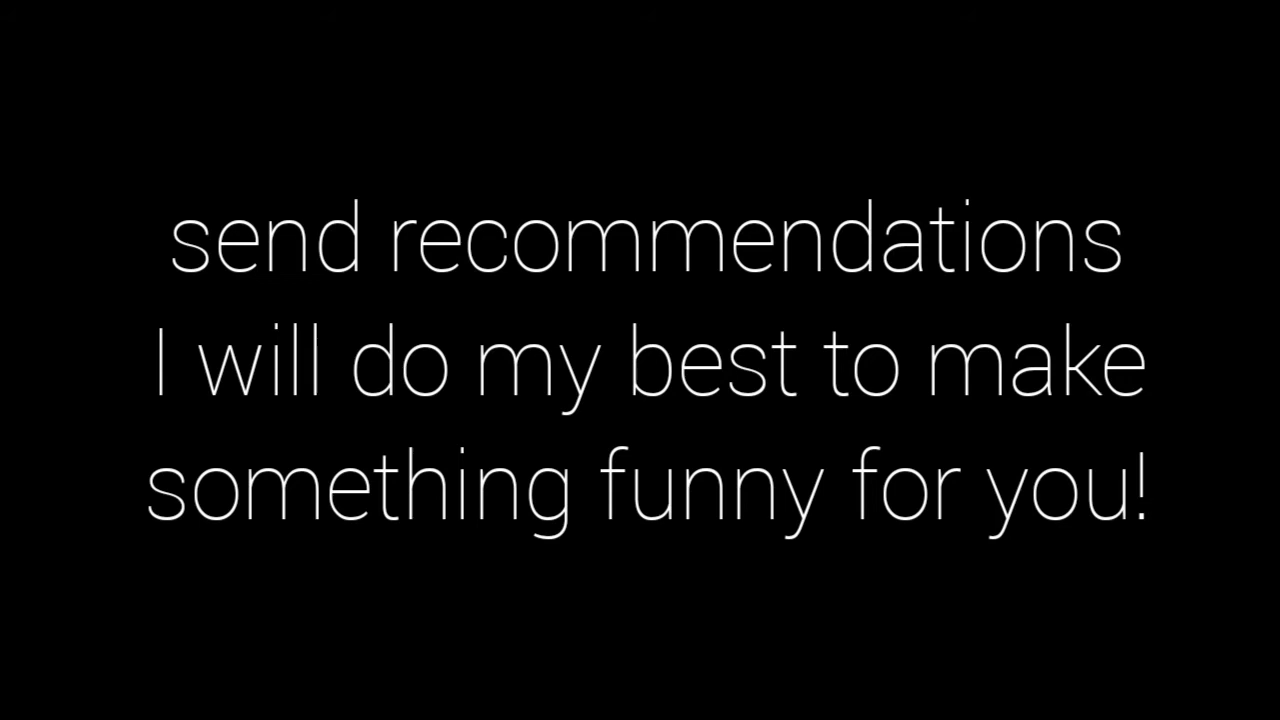 send recommendations
I will do my best to make
something funny for you!